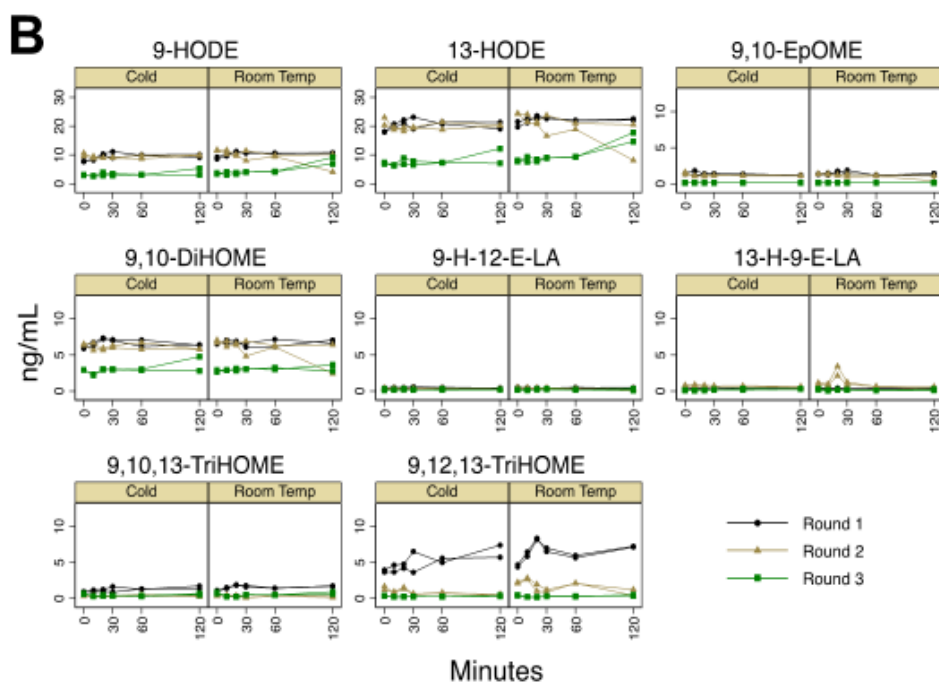 B
9-HODE 13-HODE 9,10-EpOME
Cold Room Temp Cold Room Temp Cold Room Temp
0 10 20 30 0 10 20 30 0 5 10
0 30 60 120 0 30 60 120 0 30 60 120 0 30 60 120 0 30 60 120 0 30 60 120
9,10-DiHOME 9-H-12-E-LA 13-H-9-E-LA
Cold Room Temp Cold Room Temp Cold Room Temp
0 5 10 0 5 10 0 5 10
0 30 60 120 0 30 60 120 0 30 60 120 0 30 60 120 0 30 60 120 0 30 60 120
ng/mL
9,10,13-TriHOME 9,12,13-TriHOME
Cold Room Temp Cold Room Temp
0 5 10 0 5 10
0 30 60 120 0 30 60 120 0 30 60 120 0 30 60 120
Round 1
Round 2
Round 3
Minutes